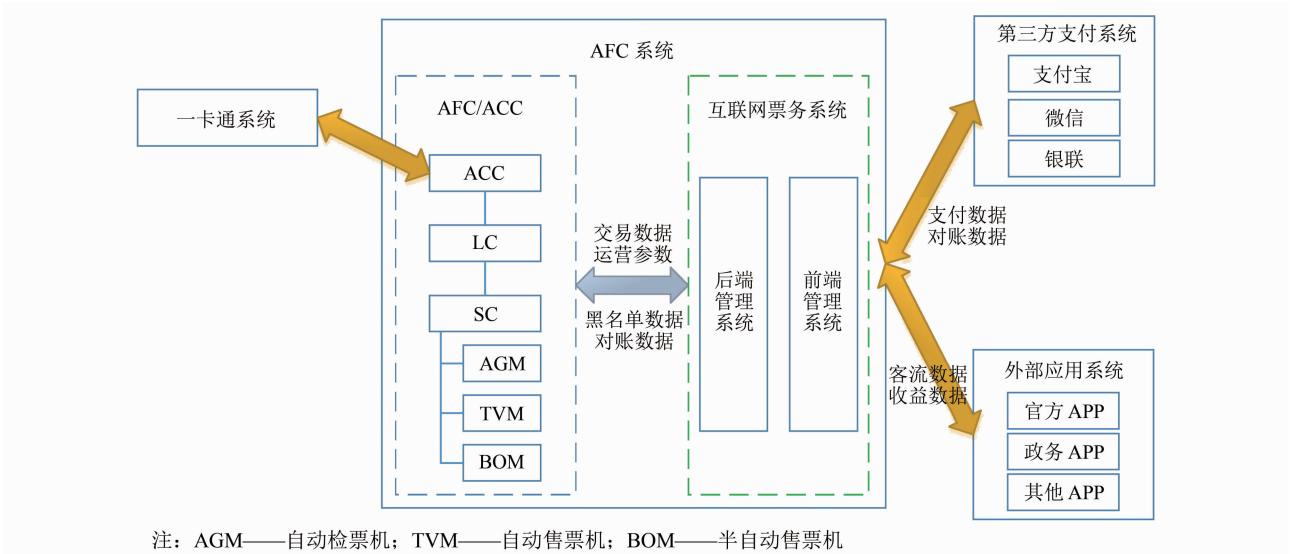 AFC 系统
一卡通系统
AFC/ACC
ACC
LC
SC
AGM
TVM
BOM
交易数据
运营参数
黑名单数据
对账数据
互联网票务系统
后端
管理
系统
前端
管理
系统
第三方支付系统
支付宝
微信
银联
支付数据
对账数据
客流数据
收益数据
外部应用系统
官方 APP
政务 APP
其他 APP
注：AGM——自动检票机；TVM——自动售票机；BOM——半自动售票机